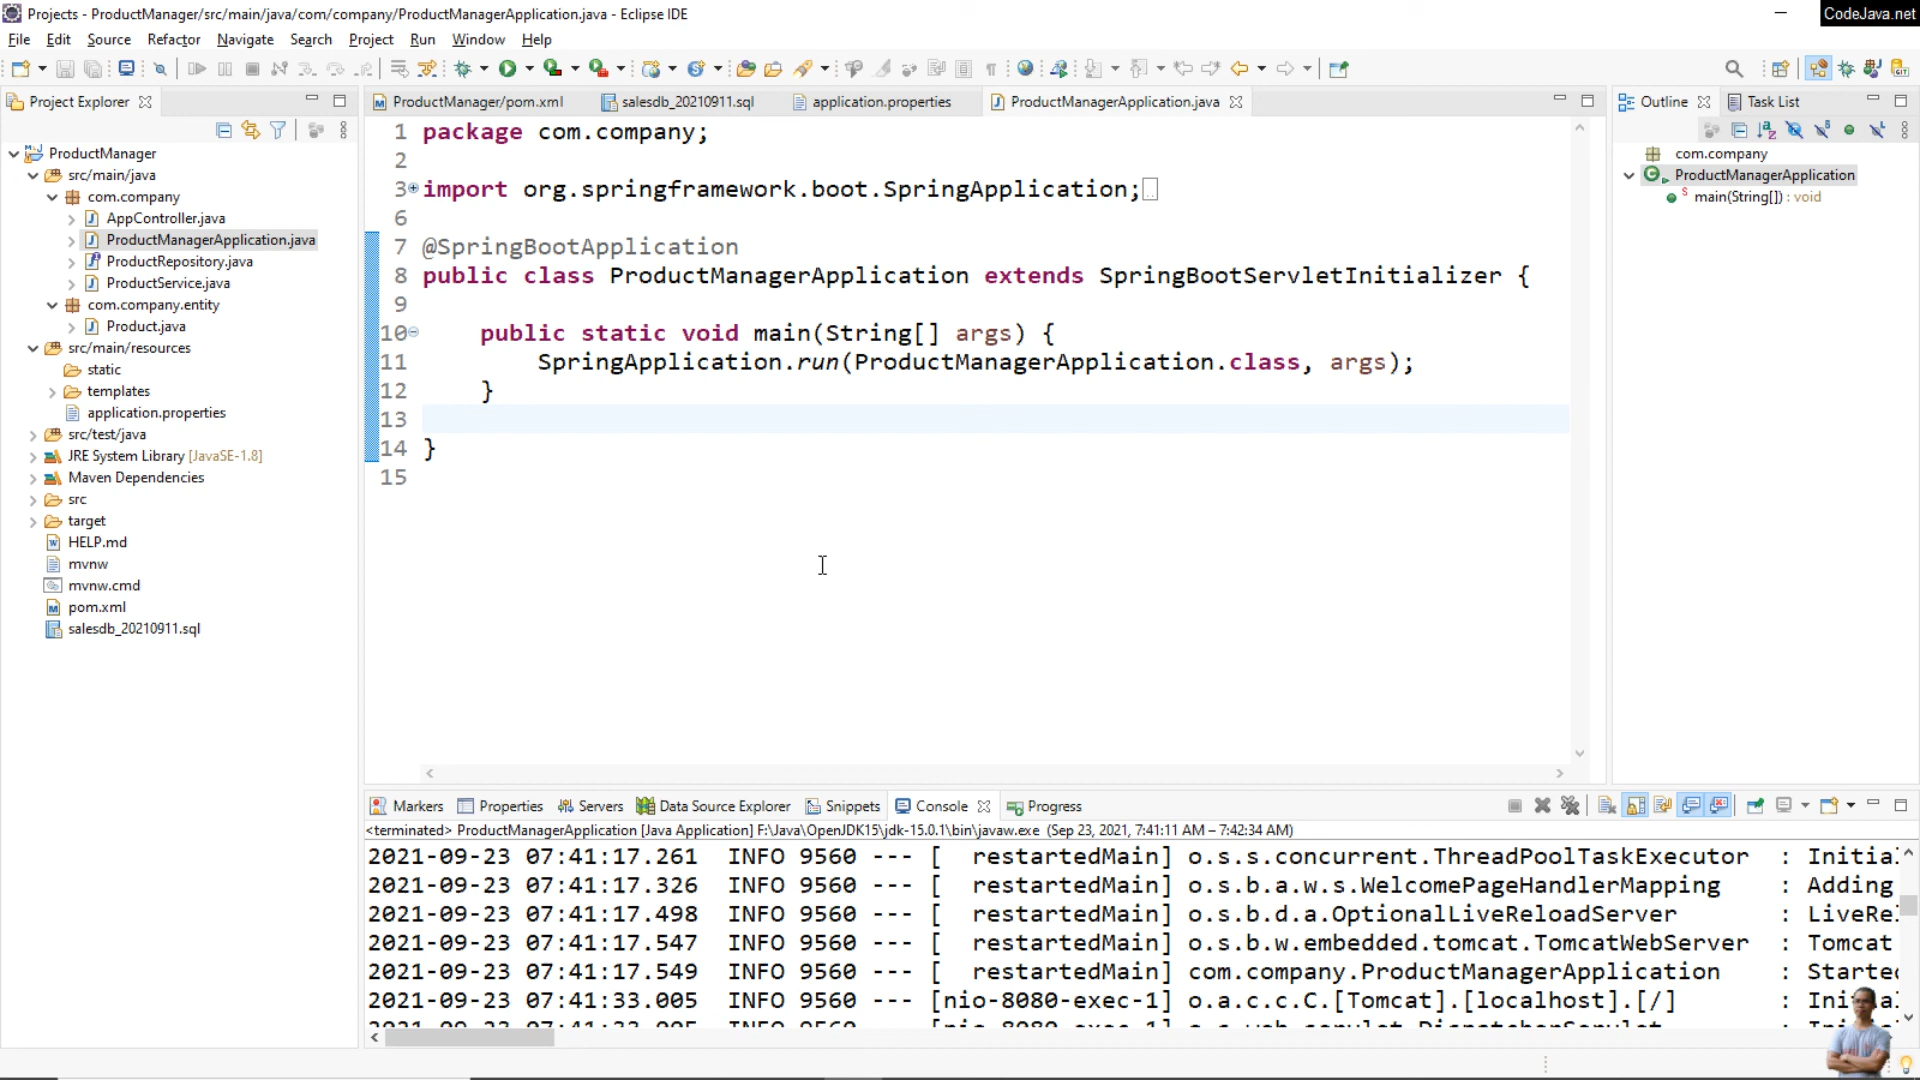 Projects - ProductManager/src/main/java/com/company/ProductManagerApplication.java - Eclipse IDE
CodeJava.net
File Edit Source Refactor Navigate Search Project Run Window Help
Project Explorer
ProductManager/pom.xml salesdb_20210911.sql application.properties ProductManagerApplication.java
Outline Task List
ProductManager
src/main/java
com.company
AppController.java
ProductManagerApplication.java
ProductRepository.java
ProductService.java
com.company.entity
Product.java
src/main/resources
static
templates
application.properties
src/test/java
JRE System Library [JavaSE-1.8]
Maven Dependencies
src
target
HELP.md
mvnw
mvnw.cmd
pom.xml
salesdb_20210911.sql
1 package com.company;
2
3 import org.springframework.boot.SpringApplication;
6
7 @SpringBootApplication
8 public class ProductManagerApplication extends SpringBootServletInitializer {
9
10 public static void main(String[] args) {
11 SpringApplication.run(ProductManagerApplication.class, args);
12 }
13
14 }
15
com.company
ProductManagerApplication
main(String[]) : void
Markers Properties Servers Data Source Explorer Snippets Console Progress
<terminated> ProductManagerApplication [Java Application] F:\Java\OpenJDK15\jdk-15.0.1\bin\javaw.exe (Sep 23, 2021, 7:41:11 AM – 7:42:34 AM)
2021-09-23 07:41:17.261 INFO 9560 --- [ restartedMain] o.s.s.concurrent.ThreadPoolTaskExecutor : Initial
2021-09-23 07:41:17.326 INFO 9560 --- [ restartedMain] o.s.b.a.w.s.WelcomePageHandlerMapping : Adding
2021-09-23 07:41:17.498 INFO 9560 --- [ restartedMain] o.s.b.d.a.OptionalLiveReloadServer : LiveRel
2021-09-23 07:41:17.547 INFO 9560 --- [ restartedMain] o.s.b.w.embedded.tomcat.TomcatWebServer : Tomcat
2021-09-23 07:41:17.549 INFO 9560 --- [ restartedMain] com.company.ProductManagerApplication : Started
2021-09-23 07:41:33.005 INFO 9560 --- [nio-8080-exec-1] o.a.c.c.C.[Tomcat].[localhost].[/] : Initial